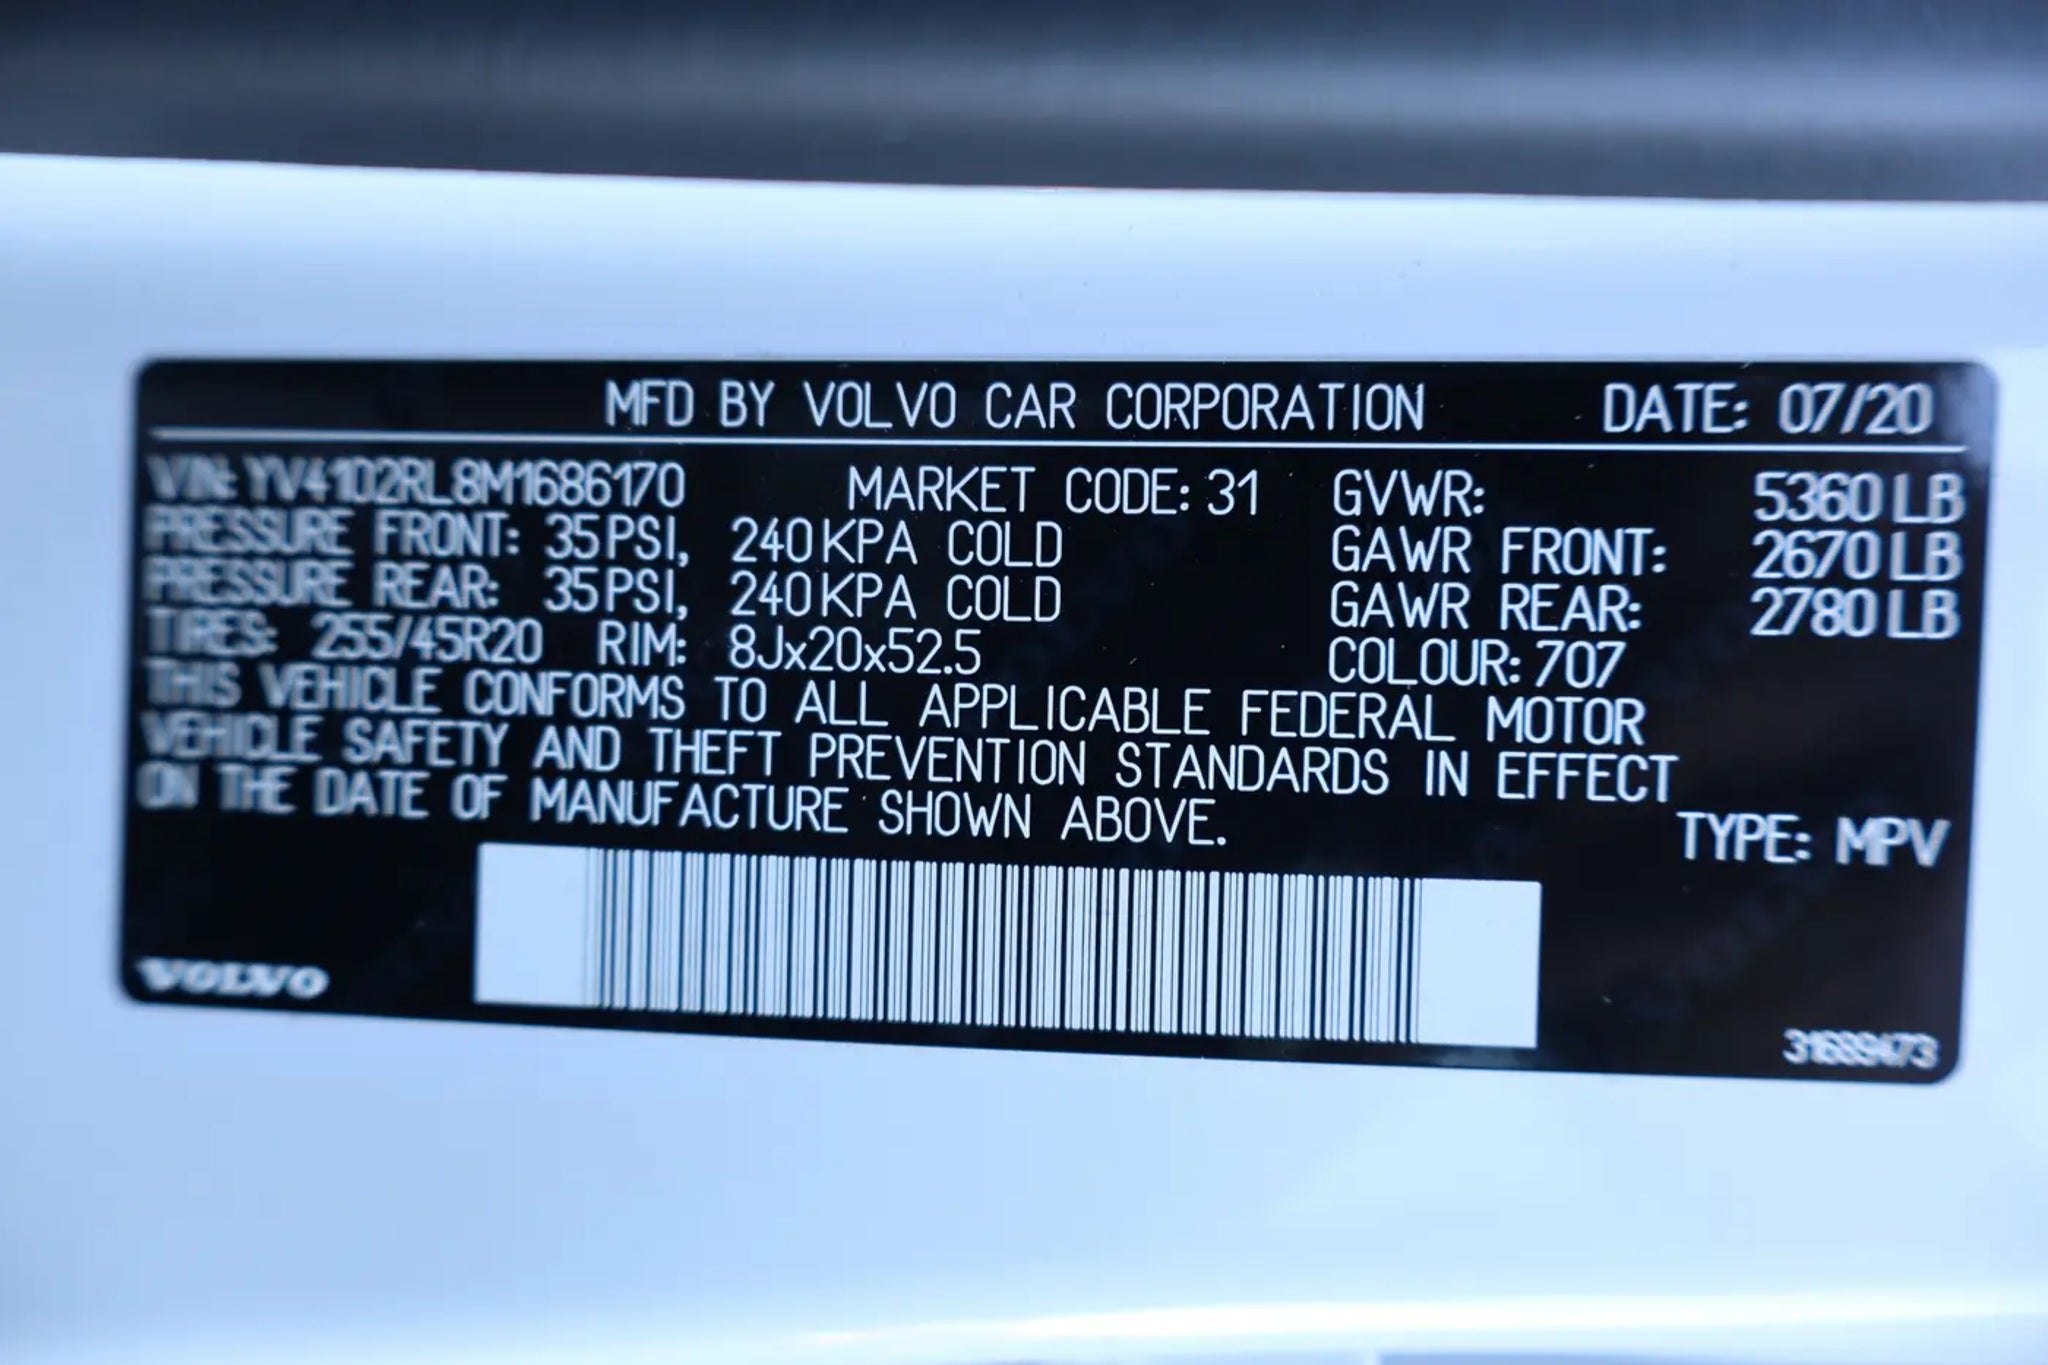 MFD BY VOLVO CAR CORPORATION DATE: 07/20
VIN: YV4102RL8M1686170 MARKET CODE: 31 GVWR: 5360 LB
PRESSURE FRONT: 35 PSI, 240 KPA COLD GAWR FRONT: 2670 LB
PRESSURE REAR: 35 PSI, 240 KPA COLD GAWR REAR: 2780 LB
TIRES: 255/45R20 RIM: 8Jx20x52.5 COLOUR: 707
THIS VEHICLE CONFORMS TO ALL APPLICABLE FEDERAL MOTOR
VEHICLE SAFETY AND THEFT PREVENTION STANDARDS IN EFFECT
ON THE DATE OF MANUFACTURE SHOWN ABOVE.
TYPE: MPV
VOLVO
31689473